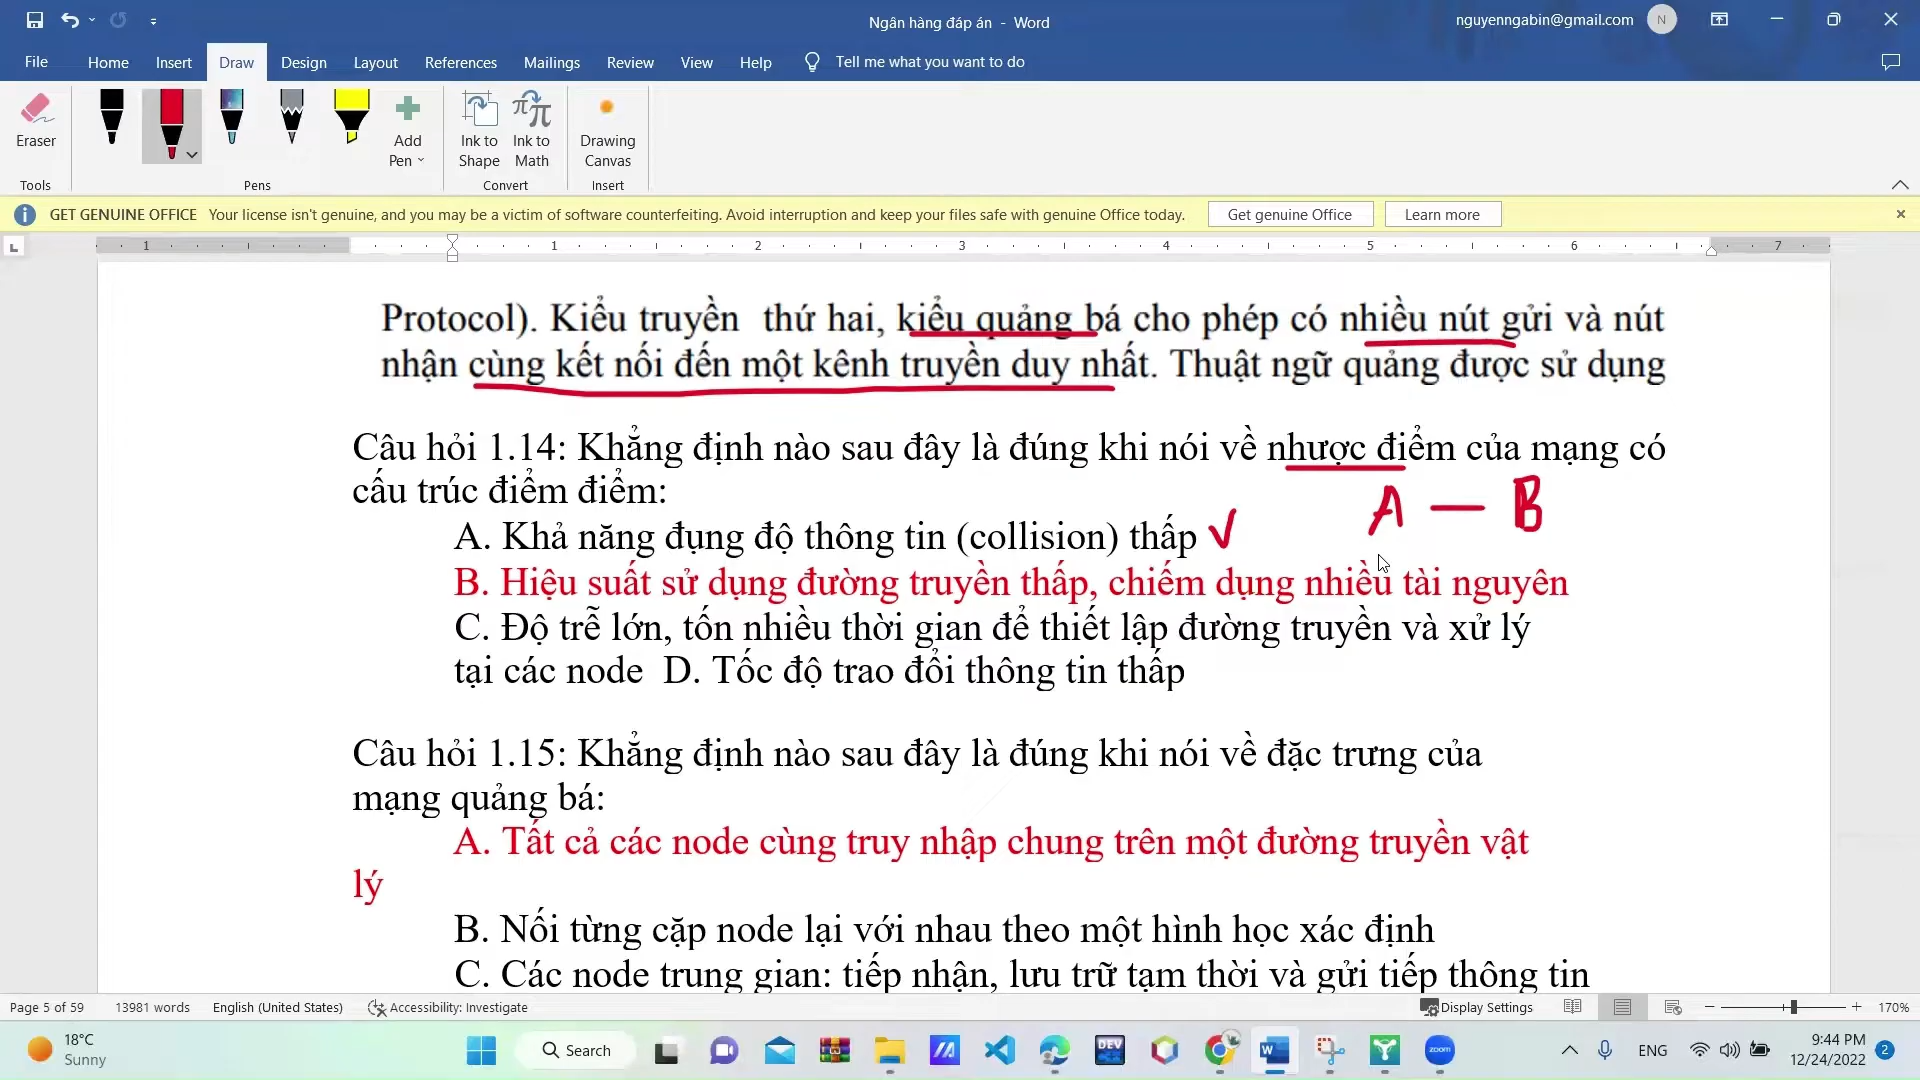 Ngân hàng đáp án - Word
nguyenngabin@gmail.com
N
File
Home
Insert
Draw
Design
Layout
References
Mailings
Review
View
Help
Tell me what you want to do
Eraser
Add
Pen
Ink to
Shape
Ink to
Math
Drawing
Canvas
Tools
Pens
Convert
Insert
GET GENUINE OFFICE Your license isn't genuine, and you may be a victim of software counterfeiting. Avoid interruption and keep your files safe with genuine Office today.
Get genuine Office
Learn more
1 1 2 3 4 5 6 7
Protocol). Kiểu truyền thứ hai, kiểu quảng bá cho phép có nhiều nút gửi và nút
nhận cùng kết nối đến một kênh truyền duy nhất. Thuật ngữ quảng được sử dụng
Câu hỏi 1.14: Khẳng định nào sau đây là đúng khi nói về nhược điểm của mạng có
cấu trúc điểm điểm:
A — B
A. Khả năng đụng độ thông tin (collision) thấp
B. Hiệu suất sử dụng đường truyền thấp, chiếm dụng nhiều tài nguyên
C. Độ trễ lớn, tốn nhiều thời gian để thiết lập đường truyền và xử lý
tại các node D. Tốc độ trao đổi thông tin thấp
Câu hỏi 1.15: Khẳng định nào sau đây là đúng khi nói về đặc trưng của
mạng quảng bá:
A. Tất cả các node cùng truy nhập chung trên một đường truyền vật
lý
B. Nối từng cặp node lại với nhau theo một hình học xác định
C. Các node trung gian: tiếp nhận, lưu trữ tạm thời và gửi tiếp thông tin
Page 5 of 59
13981 words
English (United States)
Accessibility: Investigate
Display Settings
170%
18°C
Sunny
Search
DEV
zoom
ENG
9:44 PM
12/24/2022
2